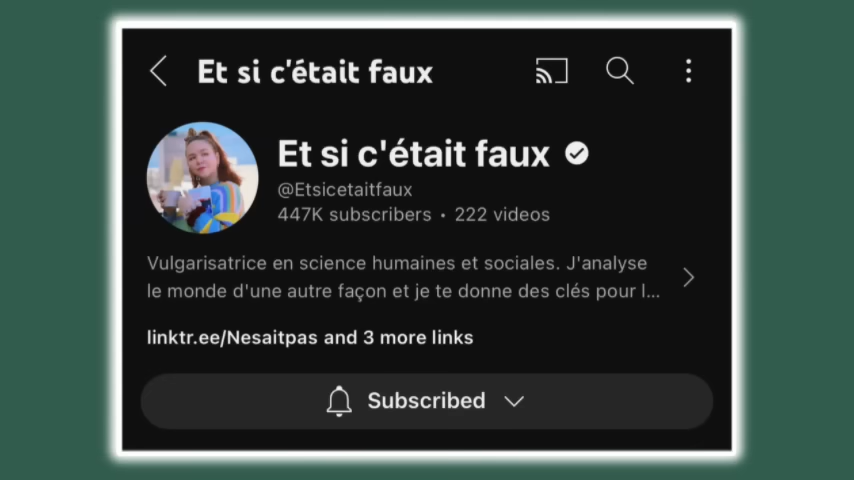 Et si c'était faux
Et si c'était faux
@Etsicetaitfaux
447K subscribers • 222 videos
Vulgarisatrice en science humaines et sociales. J'analyse
le monde d'une autre façon et je te donne des clés pour l...
linktr.ee/Nesaitpas and 3 more links
Subscribed